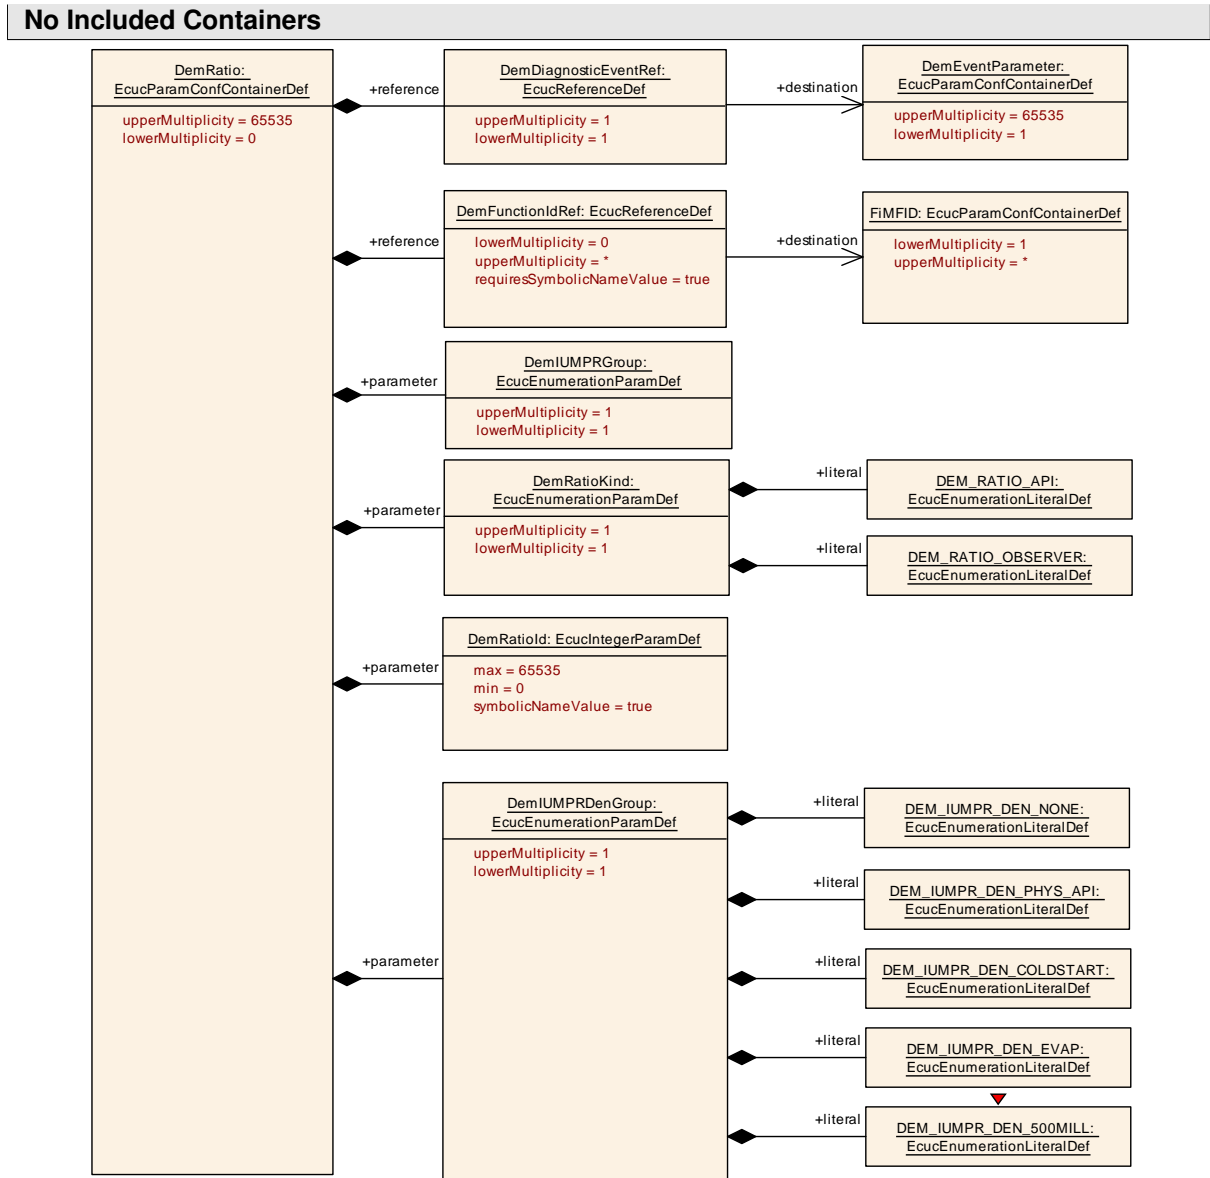 No Included Containers
DemRatio:
EcucParamConfContainerDef
upperMultiplicity = 65535
lowerMultiplicity = 0
+reference
DemDiagnosticEventRef:
EcucReferenceDef
upperMultiplicity = 1
lowerMultiplicity = 1
+destination
DemEventParameter:
EcucParamConfContainerDef
upperMultiplicity = 65535
lowerMultiplicity = 1
+reference
DemFunctionIdRef: EcucReferenceDef
lowerMultiplicity = 0
upperMultiplicity = *
requiresSymbolicNameValue = true
+destination
FiMFID: EcucParamConfContainerDef
lowerMultiplicity = 1
upperMultiplicity = *
+parameter
DemIUMPRGroup:
EcucEnumerationParamDef
upperMultiplicity = 1
lowerMultiplicity = 1
+parameter
DemRatioKind:
EcucEnumerationParamDef
upperMultiplicity = 1
lowerMultiplicity = 1
+literal
DEM_RATIO_API:
EcucEnumerationLiteralDef
+literal
DEM_RATIO_OBSERVER:
EcucEnumerationLiteralDef
+parameter
DemRatioId: EcucIntegerParamDef
max = 65535
min = 0
symbolicNameValue = true
+parameter
DemIUMPRDenGroup:
EcucEnumerationParamDef
upperMultiplicity = 1
lowerMultiplicity = 1
+literal
DEM_IUMPR_DEN_NONE:
EcucEnumerationLiteralDef
+literal
DEM_IUMPR_DEN_PHYS_API:
EcucEnumerationLiteralDef
+literal
DEM_IUMPR_DEN_COLDSTART:
EcucEnumerationLiteralDef
+literal
DEM_IUMPR_DEN_EVAP:
EcucEnumerationLiteralDef
+literal
DEM_IUMPR_DEN_500MILL:
EcucEnumerationLiteralDef